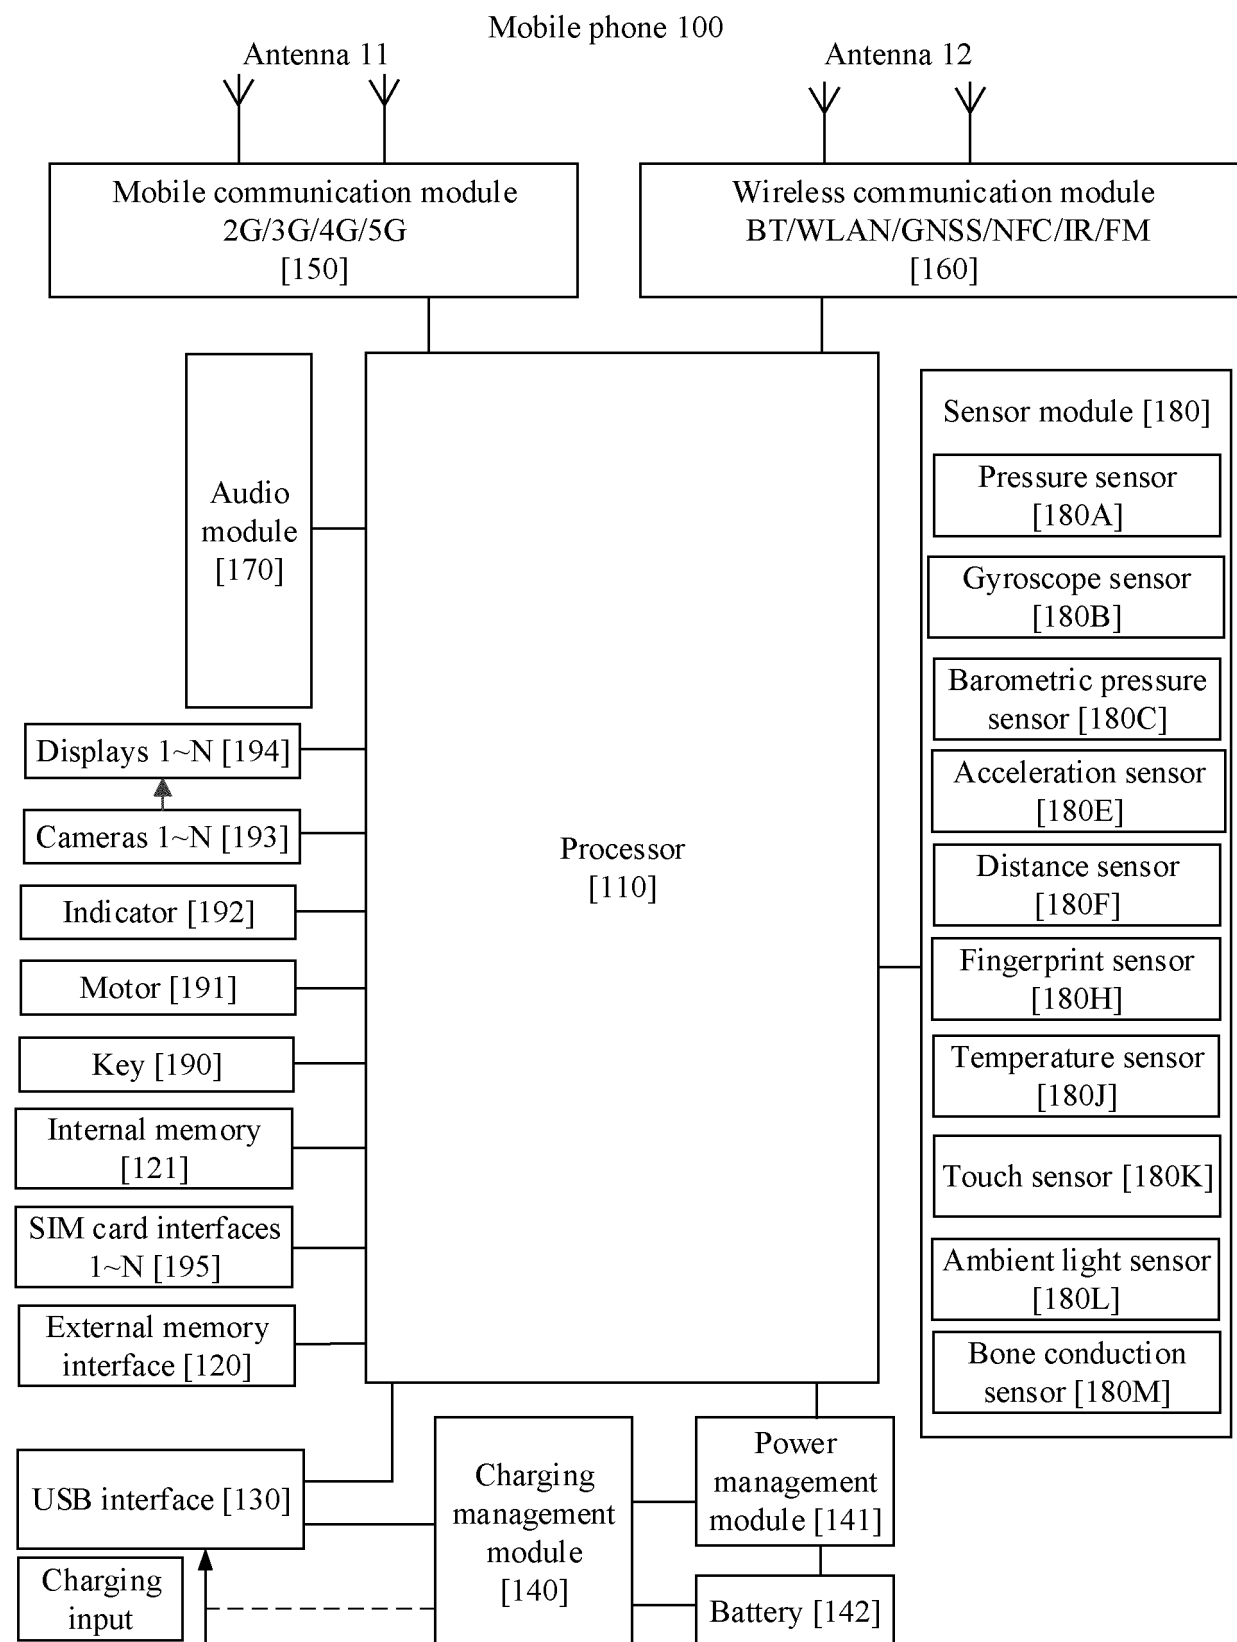 Mobile phone 100
Antenna 11
Antenna 12
Mobile communication module
2G/3G/4G/5G
[150]
Wireless communication module
BT/WLAN/GNSS/NFC/IR/FM
[160]
Audio
module
[170]
Displays 1~N [194]
Cameras 1~N [193]
Indicator [192]
Motor [191]
Key [190]
Internal memory
[121]
SIM card interfaces
1~N [195]
External memory
interface [120]
Processor
[110]
Sensor module [180]
Pressure sensor
[180A]
Gyroscope sensor
[180B]
Barometric pressure
sensor [180C]
Acceleration sensor
[180E]
Distance sensor
[180F]
Fingerprint sensor
[180H]
Temperature sensor
[180J]
Touch sensor [180K]
Ambient light sensor
[180L]
Bone conduction
sensor [180M]
USB interface [130]
Charging
input
Charging
management
module
[140]
Power
management
module [141]
Battery [142]